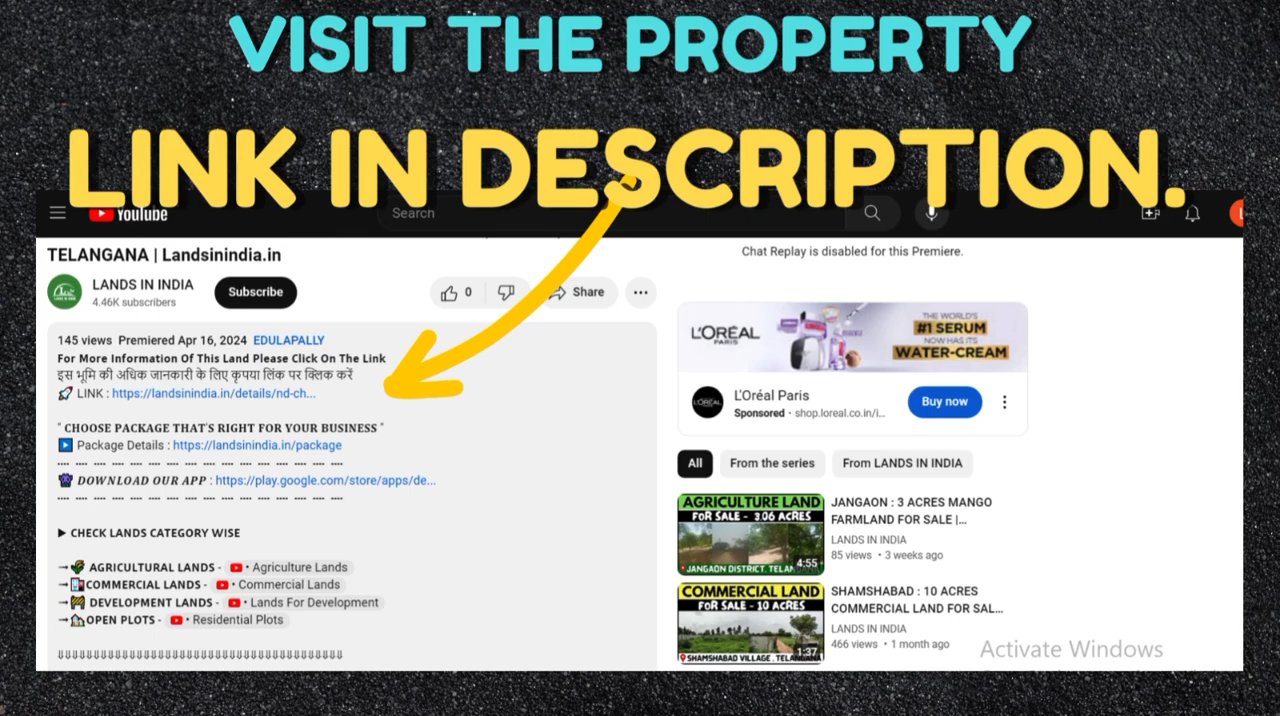 VISIT THE PROPERTY
LINK IN DESCRIPTION.
YouTube
Search
TELANGANA | Landsinindia.in
LANDS IN INDIA
4.46K subscribers
Subscribe
0
Share
145 views Premiered Apr 16, 2024 EDULAPALLY
For More Information Of This Land Please Click On The Link
इस भूमि की अधिक जानकारी के लिए कृपया लिंक पर क्लिक करें
LINK : https://landsinindia.in/details/nd-ch...
" CHOOSE PACKAGE THAT'S RIGHT FOR YOUR BUSINESS "
Package Details : https://landsinindia.in/package
DOWNLOAD OUR APP : https://play.google.com/store/apps/de...
▶ CHECK LANDS CATEGORY WISE
→ AGRICULTURAL LANDS - • Agriculture Lands
→ COMMERCIAL LANDS - • Commercial Lands
→ DEVELOPMENT LANDS - • Lands For Development
→ OPEN PLOTS - • Residential Plots
Chat Replay is disabled for this Premiere.
L'ORÉAL
PARIS
THE WORLD'S
#1 SERUM
NOW HAS ITS
WATER-CREAM
L'Oréal Paris
Sponsored · shop.loreal.co.in/i...
Buy now
All
From the series
From LANDS IN INDIA
AGRICULTURE LAND
FOR SALE - 3.06 ACRES
4:55
JANGAON DISTRICT, TELAN
JANGAON : 3 ACRES MANGO
FARMLAND FOR SALE |...
LANDS IN INDIA
85 views • 3 weeks ago
COMMERCIAL LAND
FOR SALE - 10 ACRES
1:37
SHAMSHABAD VILLAGE, TELANGANA
SHAMSHABAD : 10 ACRES
COMMERCIAL LAND FOR SAL...
LANDS IN INDIA
466 views • 1 month ago
Activate Windows